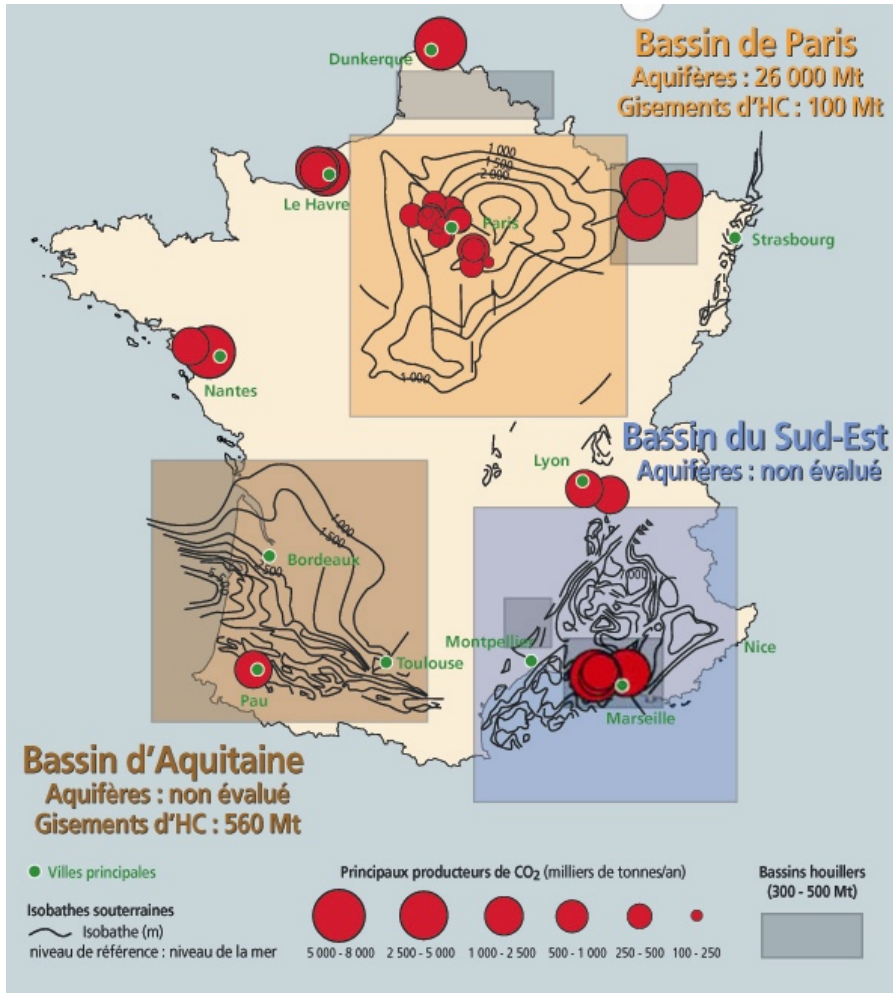 Bassin de Paris
Aquifères : 26 000 Mt
Gisements d'HC : 100 Mt
Dunkerque
1 000
1 500
2 000
Le Havre
Paris
Strasbourg
Nantes
1 000
Bassin du Sud-Est
Aquifères : non évalué
Lyon
1 000
1 500
Bordeaux
2 500
Montpellier
Nice
Toulouse
Pau
Marseille
Bassin d'Aquitaine
Aquifères : non évalué
Gisements d'HC : 560 Mt
Villes principales
Isobathes souterraines
Isobathe (m)
niveau de référence : niveau de la mer
Principaux producteurs de CO₂ (milliers de tonnes/an)
5 000 - 8 000
2 500 - 5 000
1 000 - 2 500
500 - 1 000
250 - 500
100 - 250
Bassins houillers
(300 - 500 Mt)